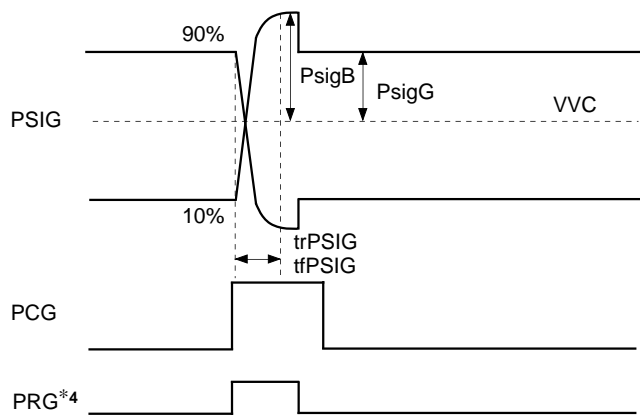 90%
PsigB
PsigG
VVC
PSIG
10%
trPSIG
tfPSIG
PCG
PRG*4